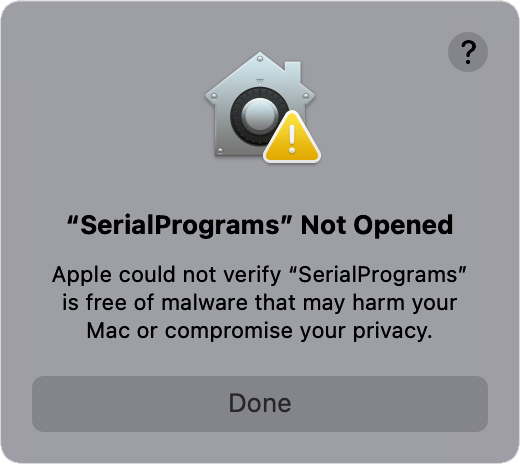 ?
“SerialPrograms” Not Opened
Apple could not verify “SerialPrograms”
is free of malware that may harm your
Mac or compromise your privacy.
Done